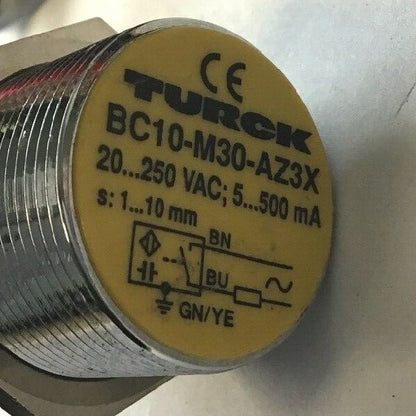 CE
TURCK
BC10-M30-AZ3X
20...250 VAC; 5...500 mA
s: 1...10 mm
BN
BU
GN/YE